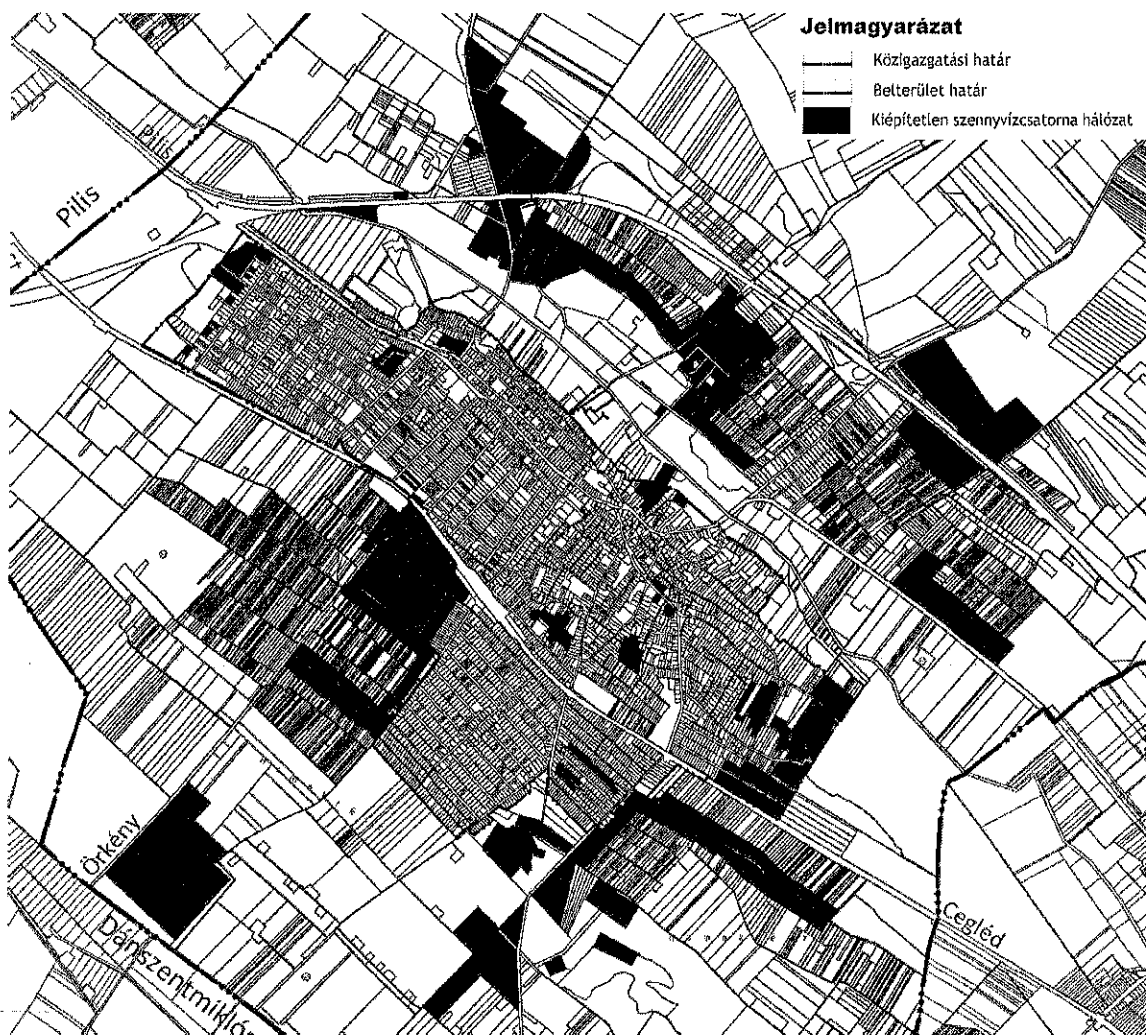 Jelmagyarázat
Közigazgatási határ
Belterület határ
Kiépítetlen szennyvízcsatorna hálózat
Pilis
Pilis
Örkény
Dánszentmiklós
Cegléd